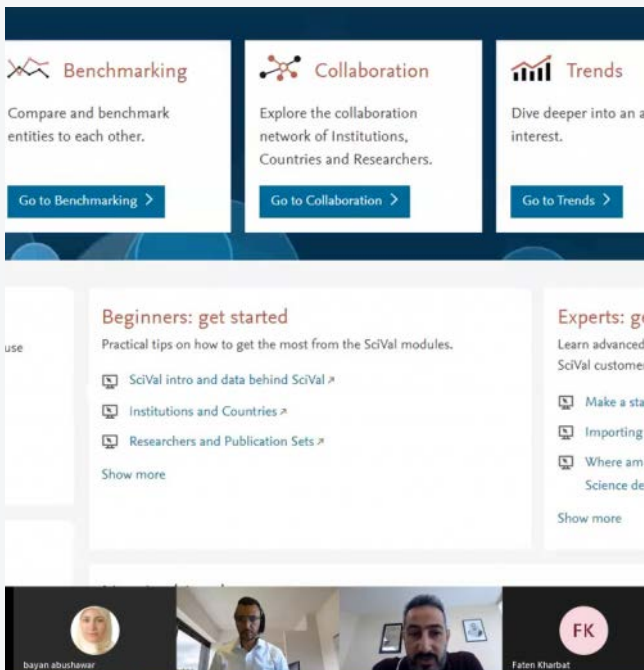 Benchmarking
Compare and benchmark
entities to each other.
Go to Benchmarking >
Collaboration
Explore the collaboration
network of Institutions,
Countries and Researchers.
Go to Collaboration >
Trends
Dive deeper into an a
interest.
Go to Trends >
use
Beginners: get started
Practical tips on how to get the most from the SciVal modules.
SciVal intro and data behind SciVal ↗
Institutions and Countries ↗
Researchers and Publication Sets ↗
Show more
Experts: ge
Learn advanced
SciVal customer
Make a sta
Importing
Where am
Science de
Show more
bayan abushawar
FK
Faten Kharbat